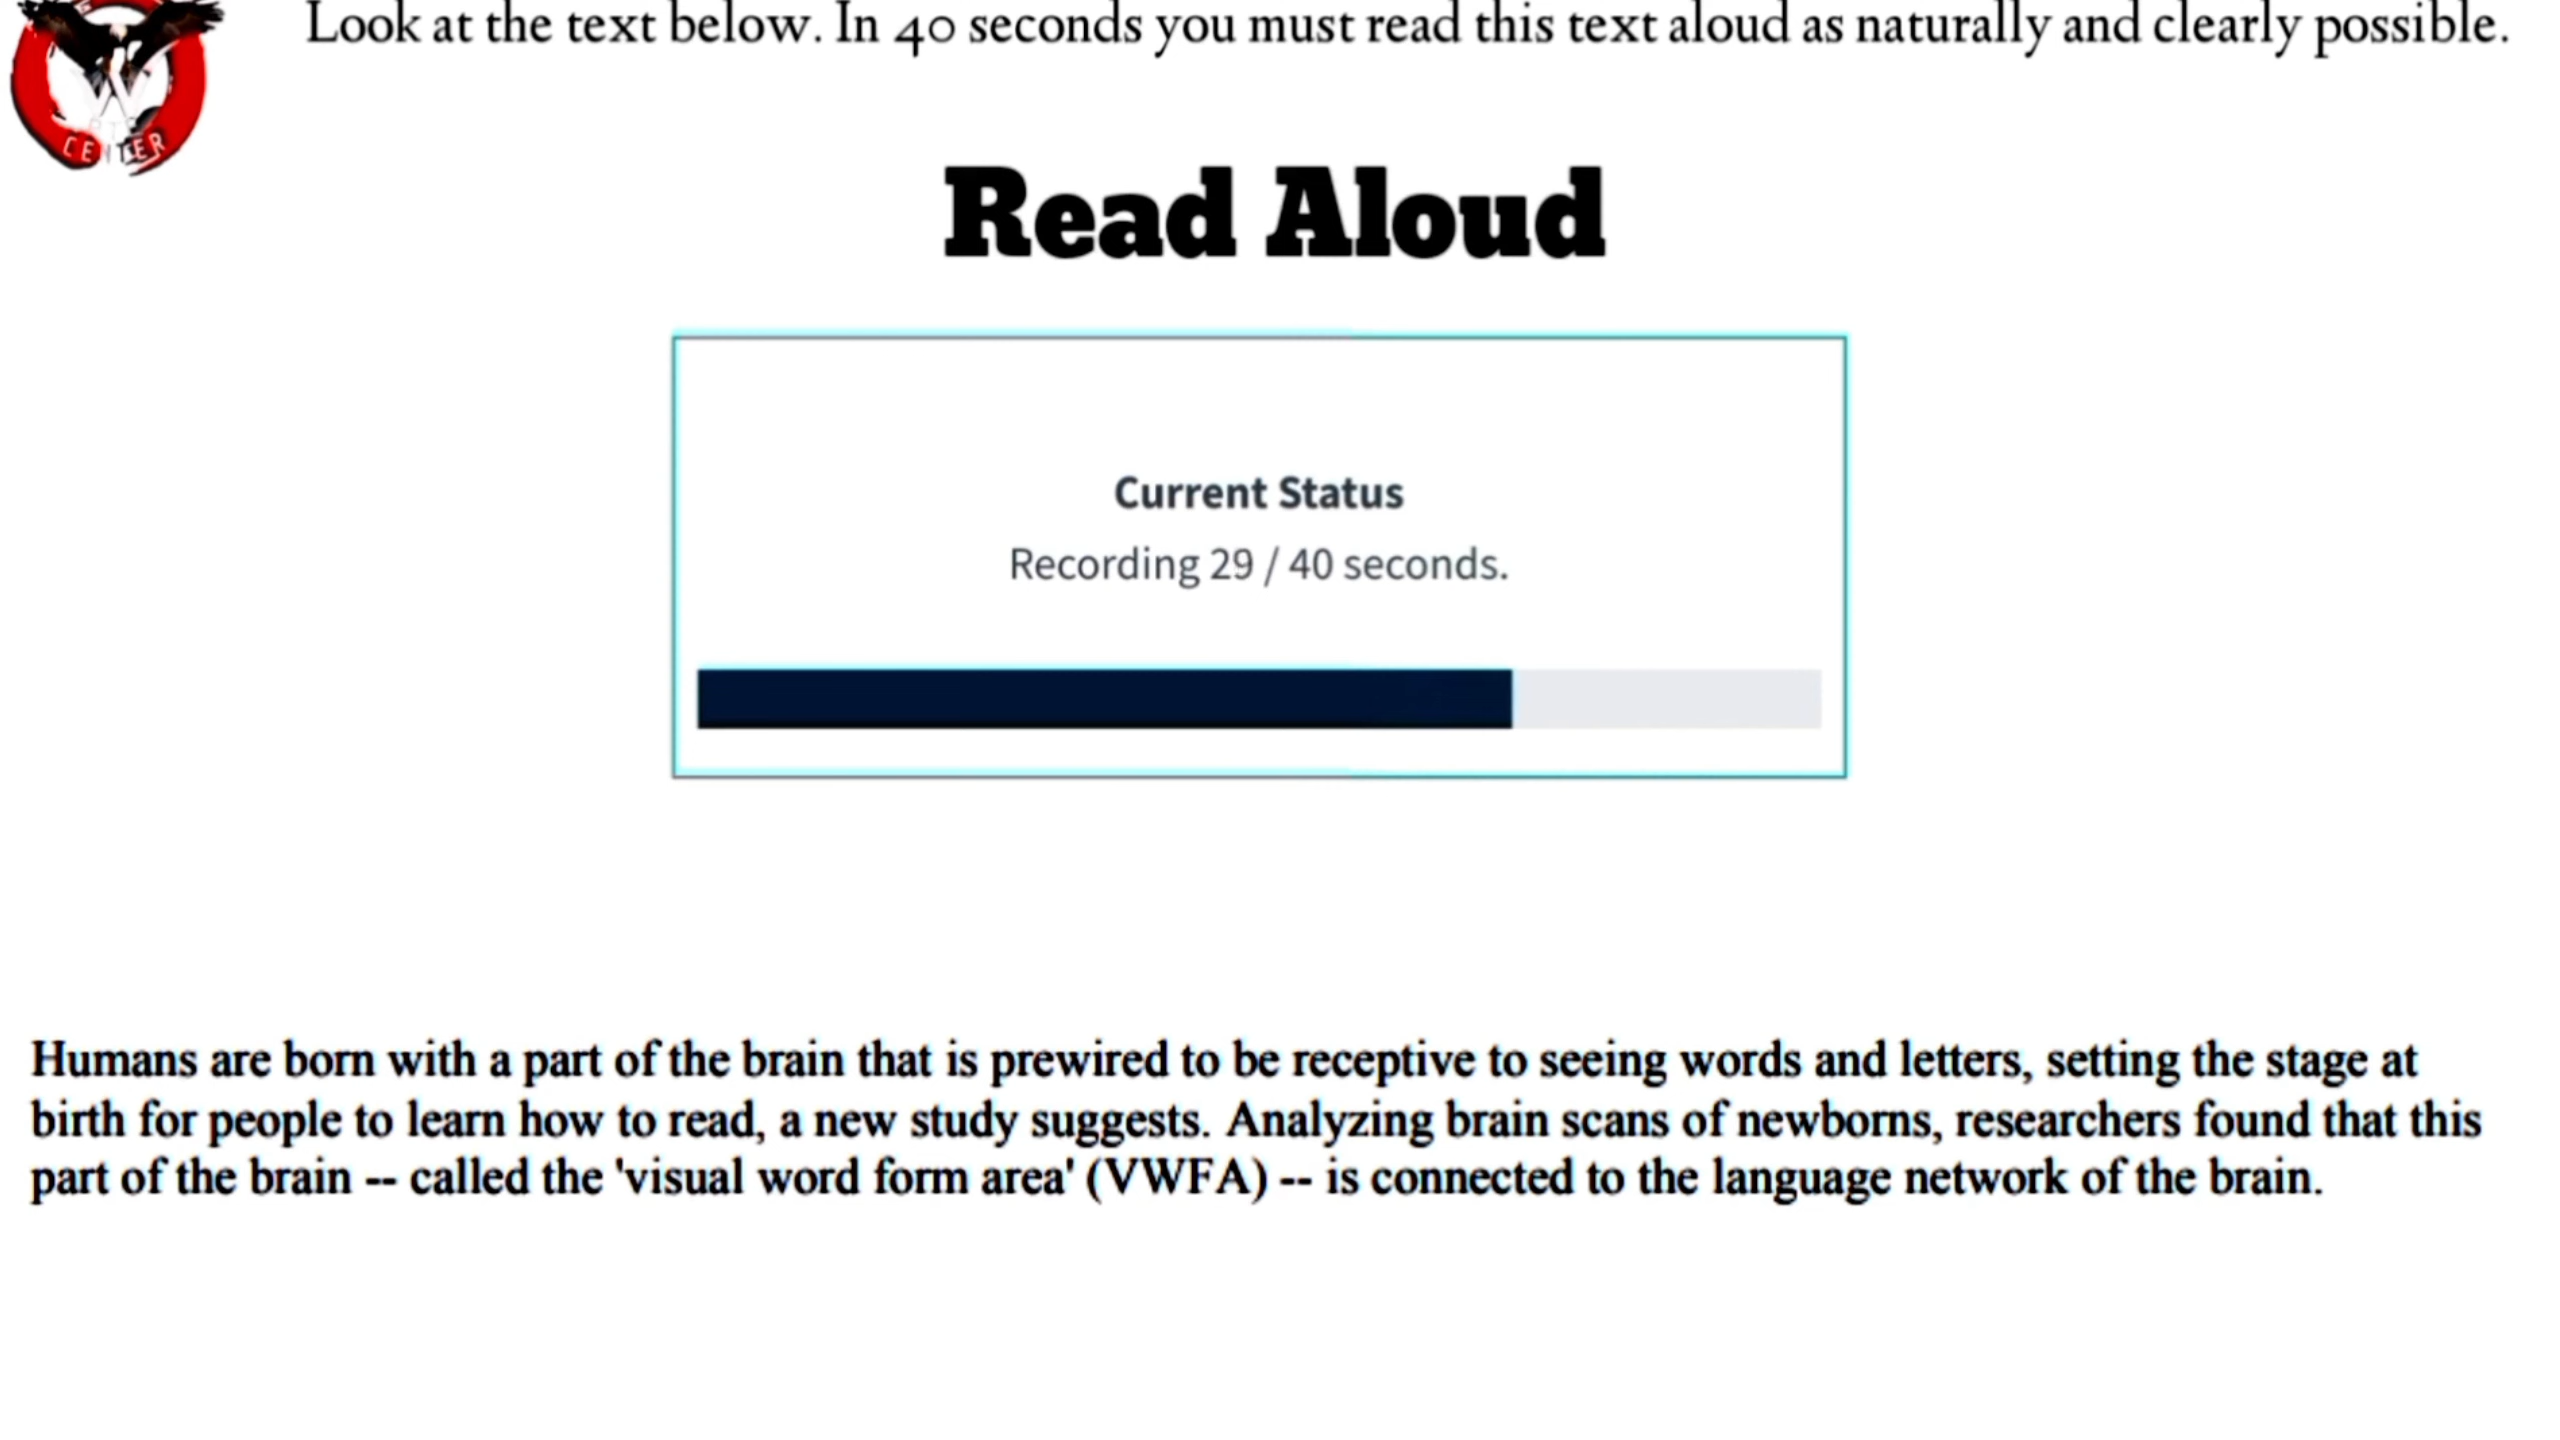 Look at the text below. In 40 seconds you must read this text aloud as naturally and clearly possible.
CENTER
Read Aloud
Current Status
Recording 29 / 40 seconds.
Humans are born with a part of the brain that is prewired to be receptive to seeing words and letters, setting the stage at
birth for people to learn how to read, a new study suggests. Analyzing brain scans of newborns, researchers found that this
part of the brain -- called the 'visual word form area' (VWFA) -- is connected to the language network of the brain.